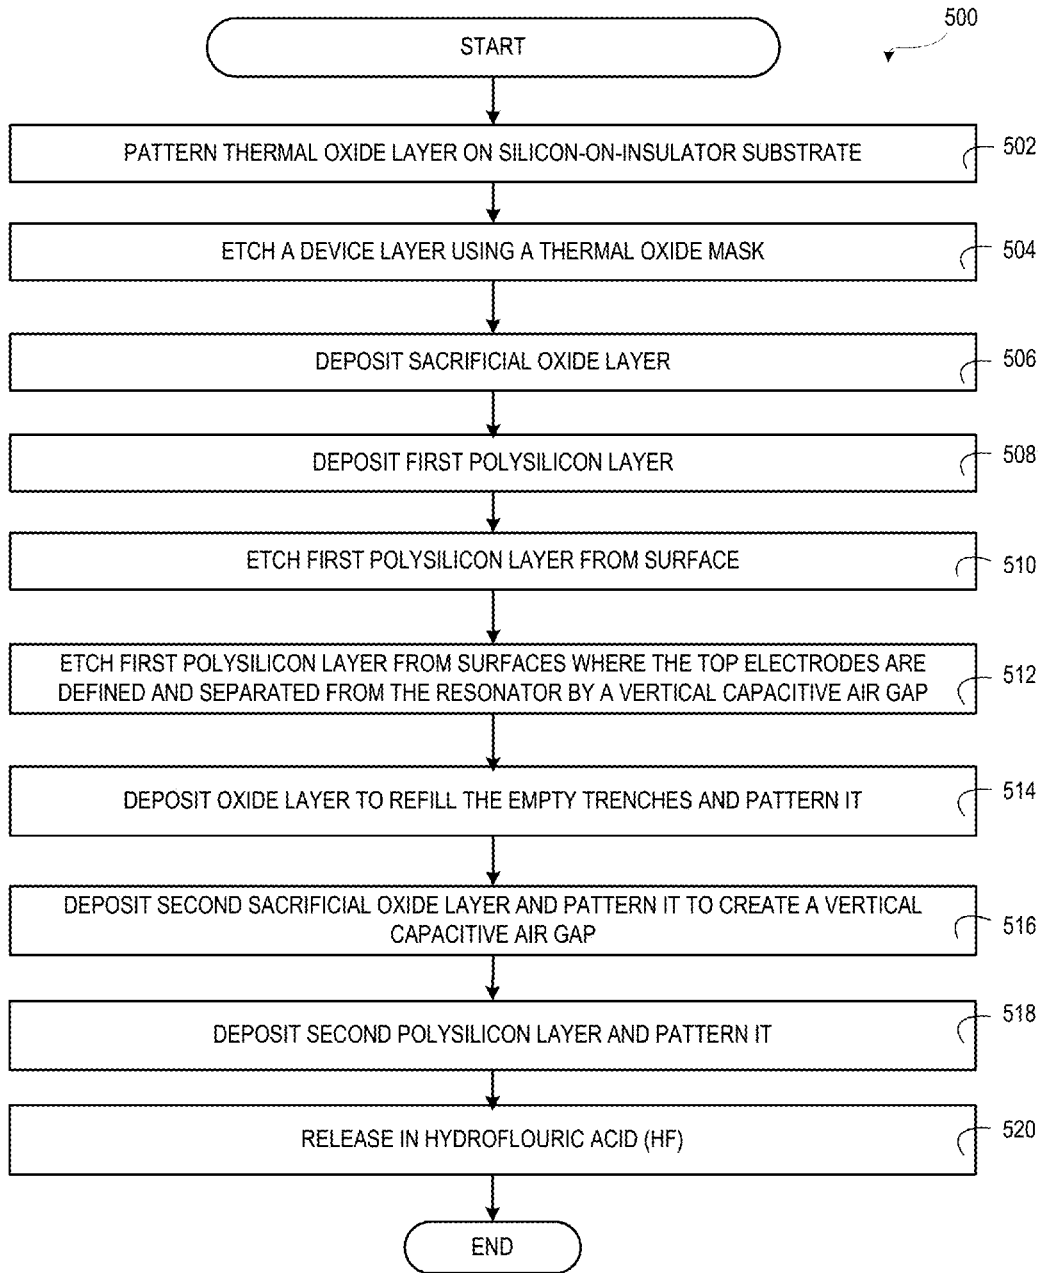 500
START
PATTERN THERMAL OXIDE LAYER ON SILICON-ON-INSULATOR SUBSTRATE
502
ETCH A DEVICE LAYER USING A THERMAL OXIDE MASK
504
DEPOSIT SACRIFICIAL OXIDE LAYER
506
DEPOSIT FIRST POLYSILICON LAYER
508
ETCH FIRST POLYSILICON LAYER FROM SURFACE
510
ETCH FIRST POLYSILICON LAYER FROM SURFACES WHERE THE TOP ELECTRODES ARE
DEFINED AND SEPARATED FROM THE RESONATOR BY A VERTICAL CAPACITIVE AIR GAP
512
DEPOSIT OXIDE LAYER TO REFILL THE EMPTY TRENCHES AND PATTERN IT
514
DEPOSIT SECOND SACRIFICIAL OXIDE LAYER AND PATTERN IT TO CREATE A VERTICAL
CAPACITIVE AIR GAP
516
DEPOSIT SECOND POLYSILICON LAYER AND PATTERN IT
518
RELEASE IN HYDROFLOURIC ACID (HF)
520
END